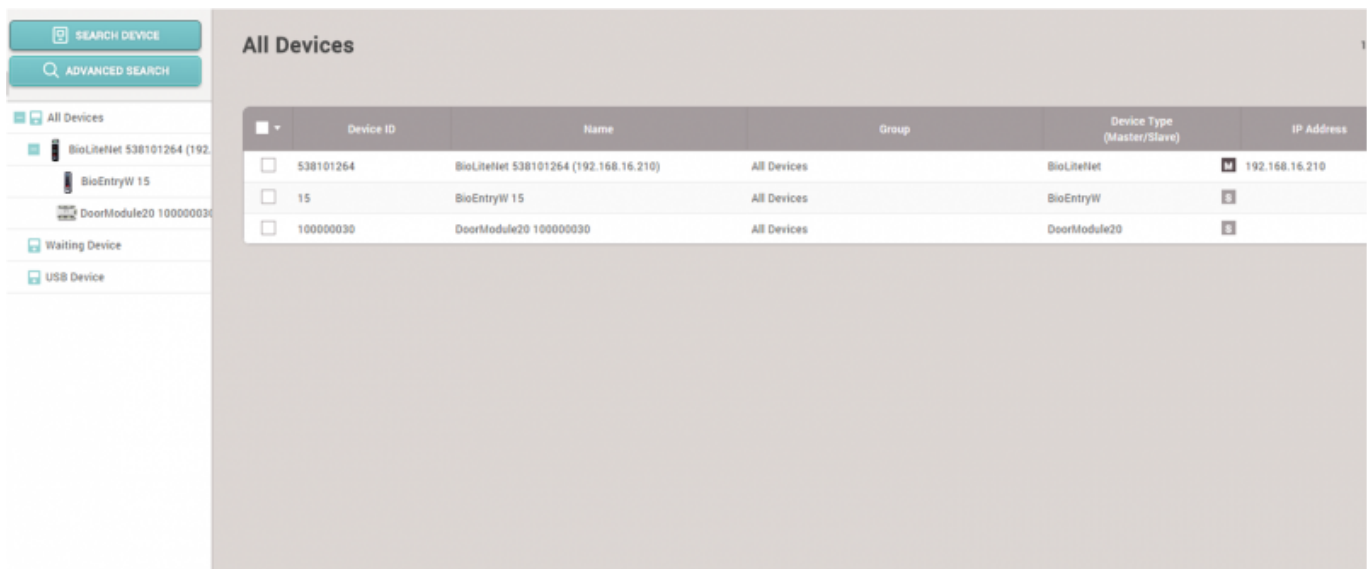 SEARCH DEVICE
ADVANCED SEARCH
All Devices
BioLiteNet 538101264 (192.
BioEntryW 15
DoorModule20 10000003
Waiting Device
USB Device
All Devices
1
Device ID Name Group Device Type (Master/Slave) IP Address
538101264 BioLiteNet 538101264 (192.168.16.210) All Devices BioLiteNet M 192.168.16.210
15 BioEntryW 15 All Devices BioEntryW S
100000030 DoorModule20 100000030 All Devices DoorModule20 S